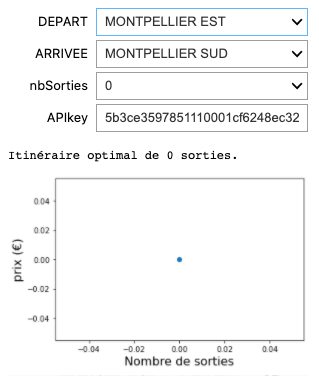 DEPART MONTPELLIER EST
ARRIVEE MONTPELLIER SUD
nbSorties 0
APIkey 5b3ce3597851110001cf6248ec32
Itinéraire optimal de 0 sorties.
prix (€)
0.04
0.02
0.00
−0.02
−0.04
−0.04 −0.02 0.00 0.02 0.04
Nombre de sorties